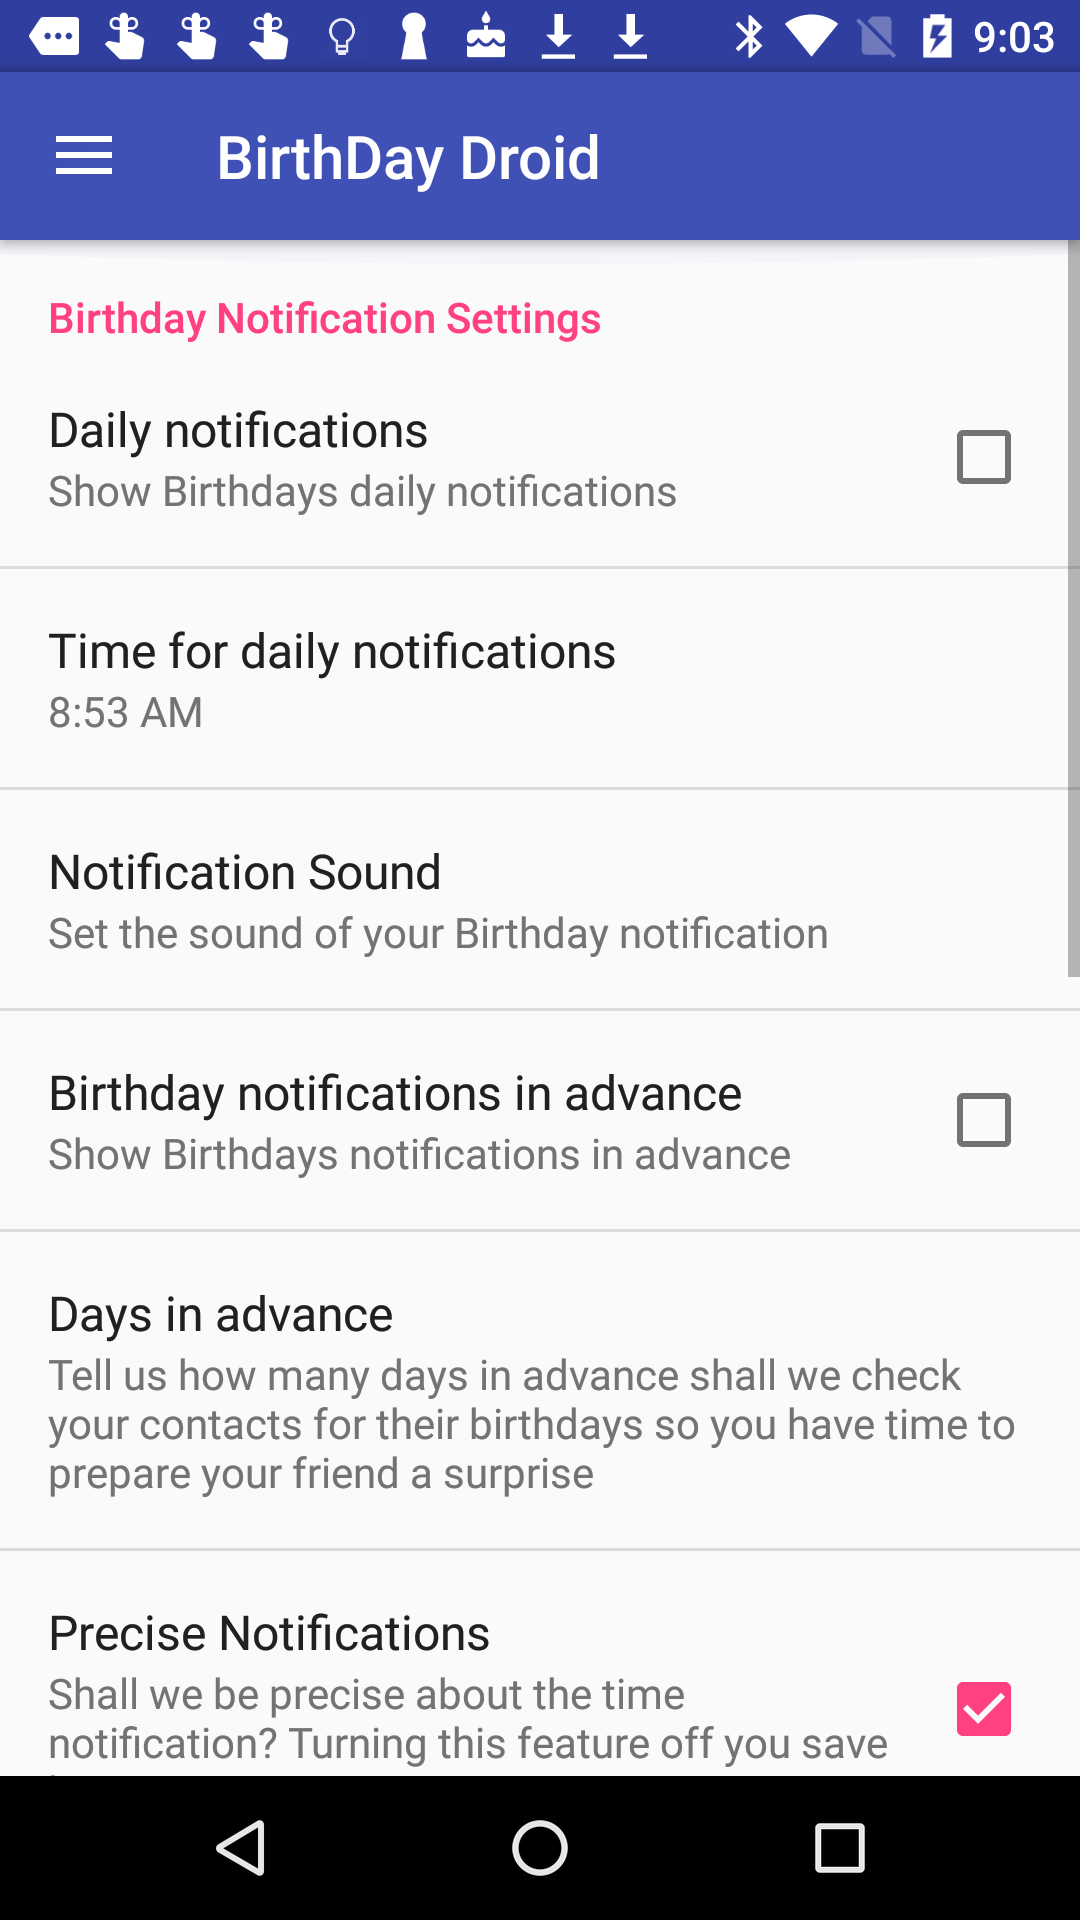 9:03
BirthDay Droid
Birthday Notification Settings
Daily notifications
Show Birthdays daily notifications
Time for daily notifications
8:53 AM
Notification Sound
Set the sound of your Birthday notification
Birthday notifications in advance
Show Birthdays notifications in advance
Days in advance
Tell us how many days in advance shall we check
your contacts for their birthdays so you have time to
prepare your friend a surprise
Precise Notifications
Shall we be precise about the time
notification? Turning this feature off you save